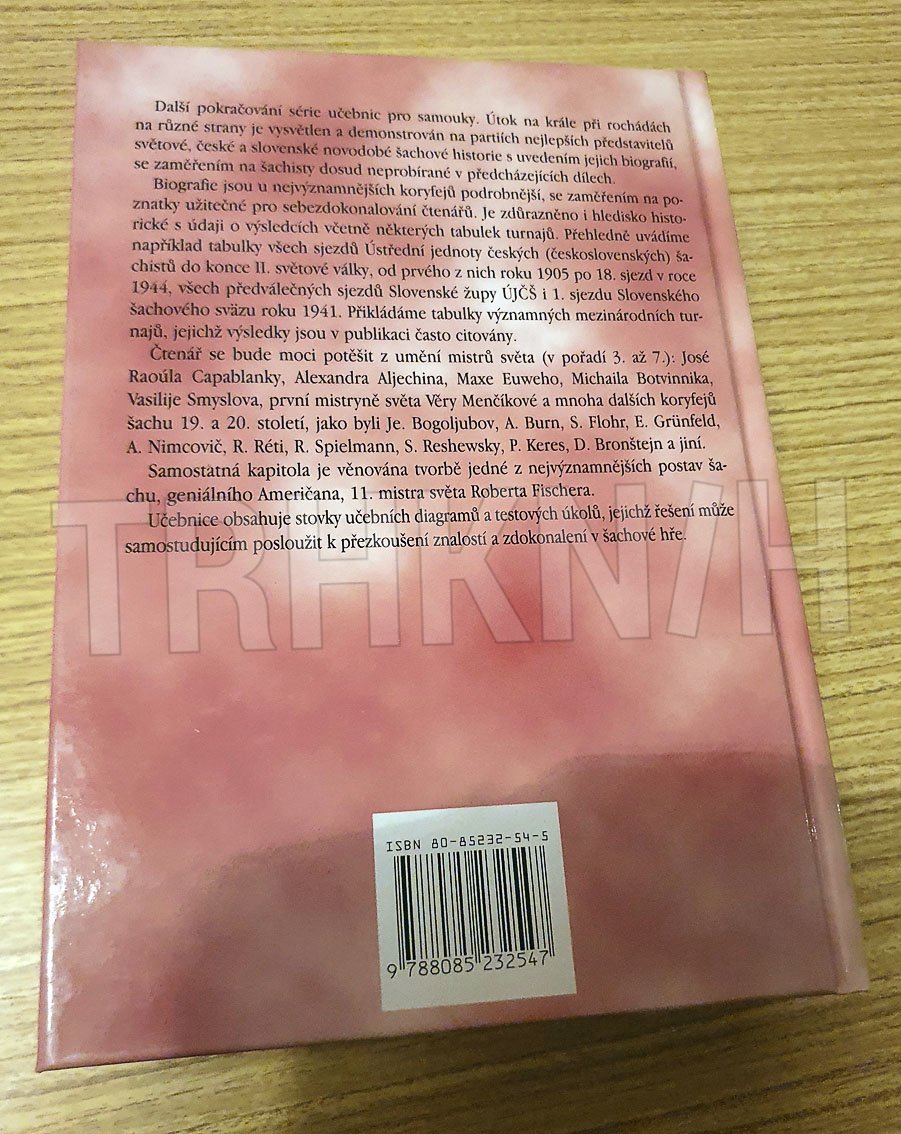 Další pokračování série učebnic pro samouky. Útok na krále při rochádách
na různé strany je vysvětlen a demonstrován na partiích nejlepších představitelů
světové, české a slovenské novodobé šachové historie s uvedením jejich biografií,
se zaměřením na šachisty dosud neprobírané v předcházejících dílech.
Biografie jsou u nejvýznamnějších koryfejů podrobnější, se zaměřením na po-
znatky užitečné pro sebezdokonalování čtenářů. Je zdůrazněno i hledisko histo-
rické s údaji o výsledcích včetně některých tabulek turnajů. Přehledně uvádíme
například tabulky všech sjezdů Ústřední jednoty českých (československých) ša-
chistů do konce II. světové války, od prvého z nich roku 1905 po 18. sjezd v roce
1944, všech předválečných sjezdů Slovenské župy ÚJČŠ i 1. sjezdu Slovenského
šachového sväzu roku 1941. Přikládáme tabulky významných mezinárodních tur-
najů, jejichž výsledky jsou v publikaci často citovány.
Čtenář se bude moci potěšit z umění mistrů světa (v pořadí 3. až 7.): José
Raoúla Capablanky, Alexandra Aljechina, Maxe Euweho, Michaila Botvinnika,
Vasilije Smyslova, první mistryně světa Věry Menčíkové a mnoha dalších koryfejů
šachu 19. a 20. století, jako byli Je. Bogoljubov, A. Burn, S. Flohr, E. Grünfeld,
A. Nimcovič, R. Réti, R. Spielmann, S. Reshewsky, P. Keres, D. Bronštejn a jiní.
Samostatná kapitola je věnována tvorbě jedné z nejvýznamnějších postav ša-
chu, geniálního Američana, 11. mistra světa Roberta Fischera.
Učebnice obsahuje stovky učebních diagramů a testových úkolů, jejichž řešení může
samostudujícím posloužit k přezkoušení znalostí a zdokonalení v šachové hře.
TRHKN/H
ISBN 80-85232-54-5
9 788085 232547